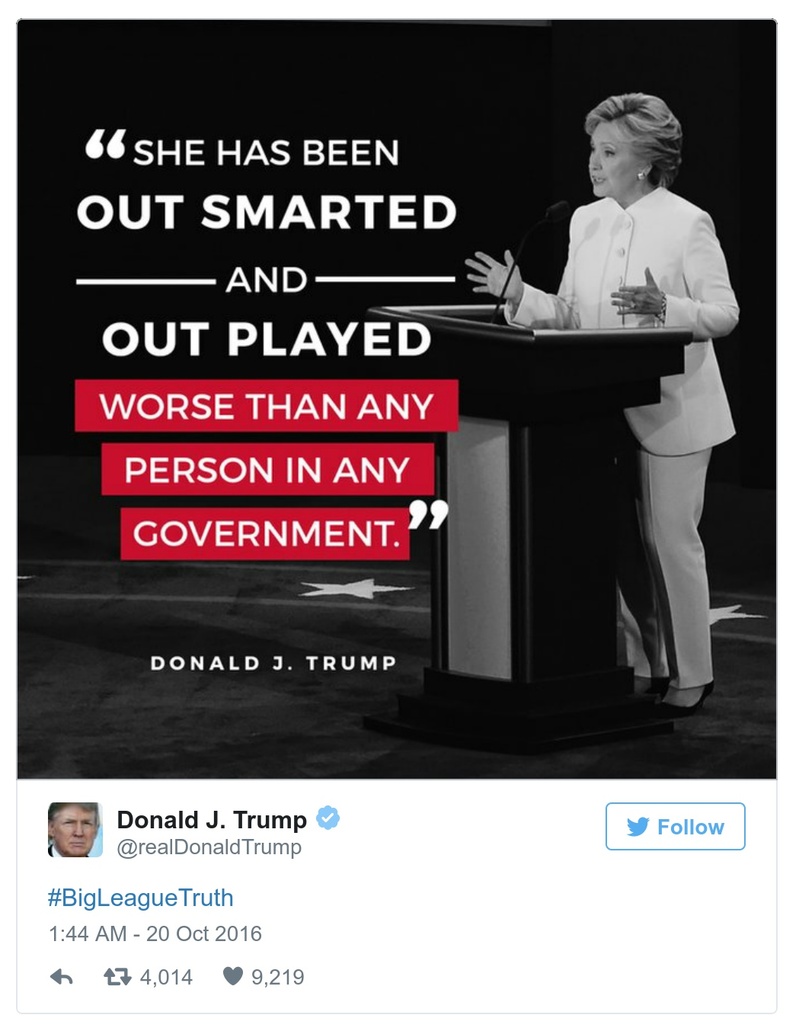 “SHE HAS BEEN
OUT SMARTED
AND
OUT PLAYED
WORSE THAN ANY
PERSON IN ANY
GOVERNMENT.”
DONALD J. TRUMP
Donald J. Trump
Follow
@realDonaldTrump
#BigLeagueTruth
1:44 AM - 20 Oct 2016
4,014 9,219